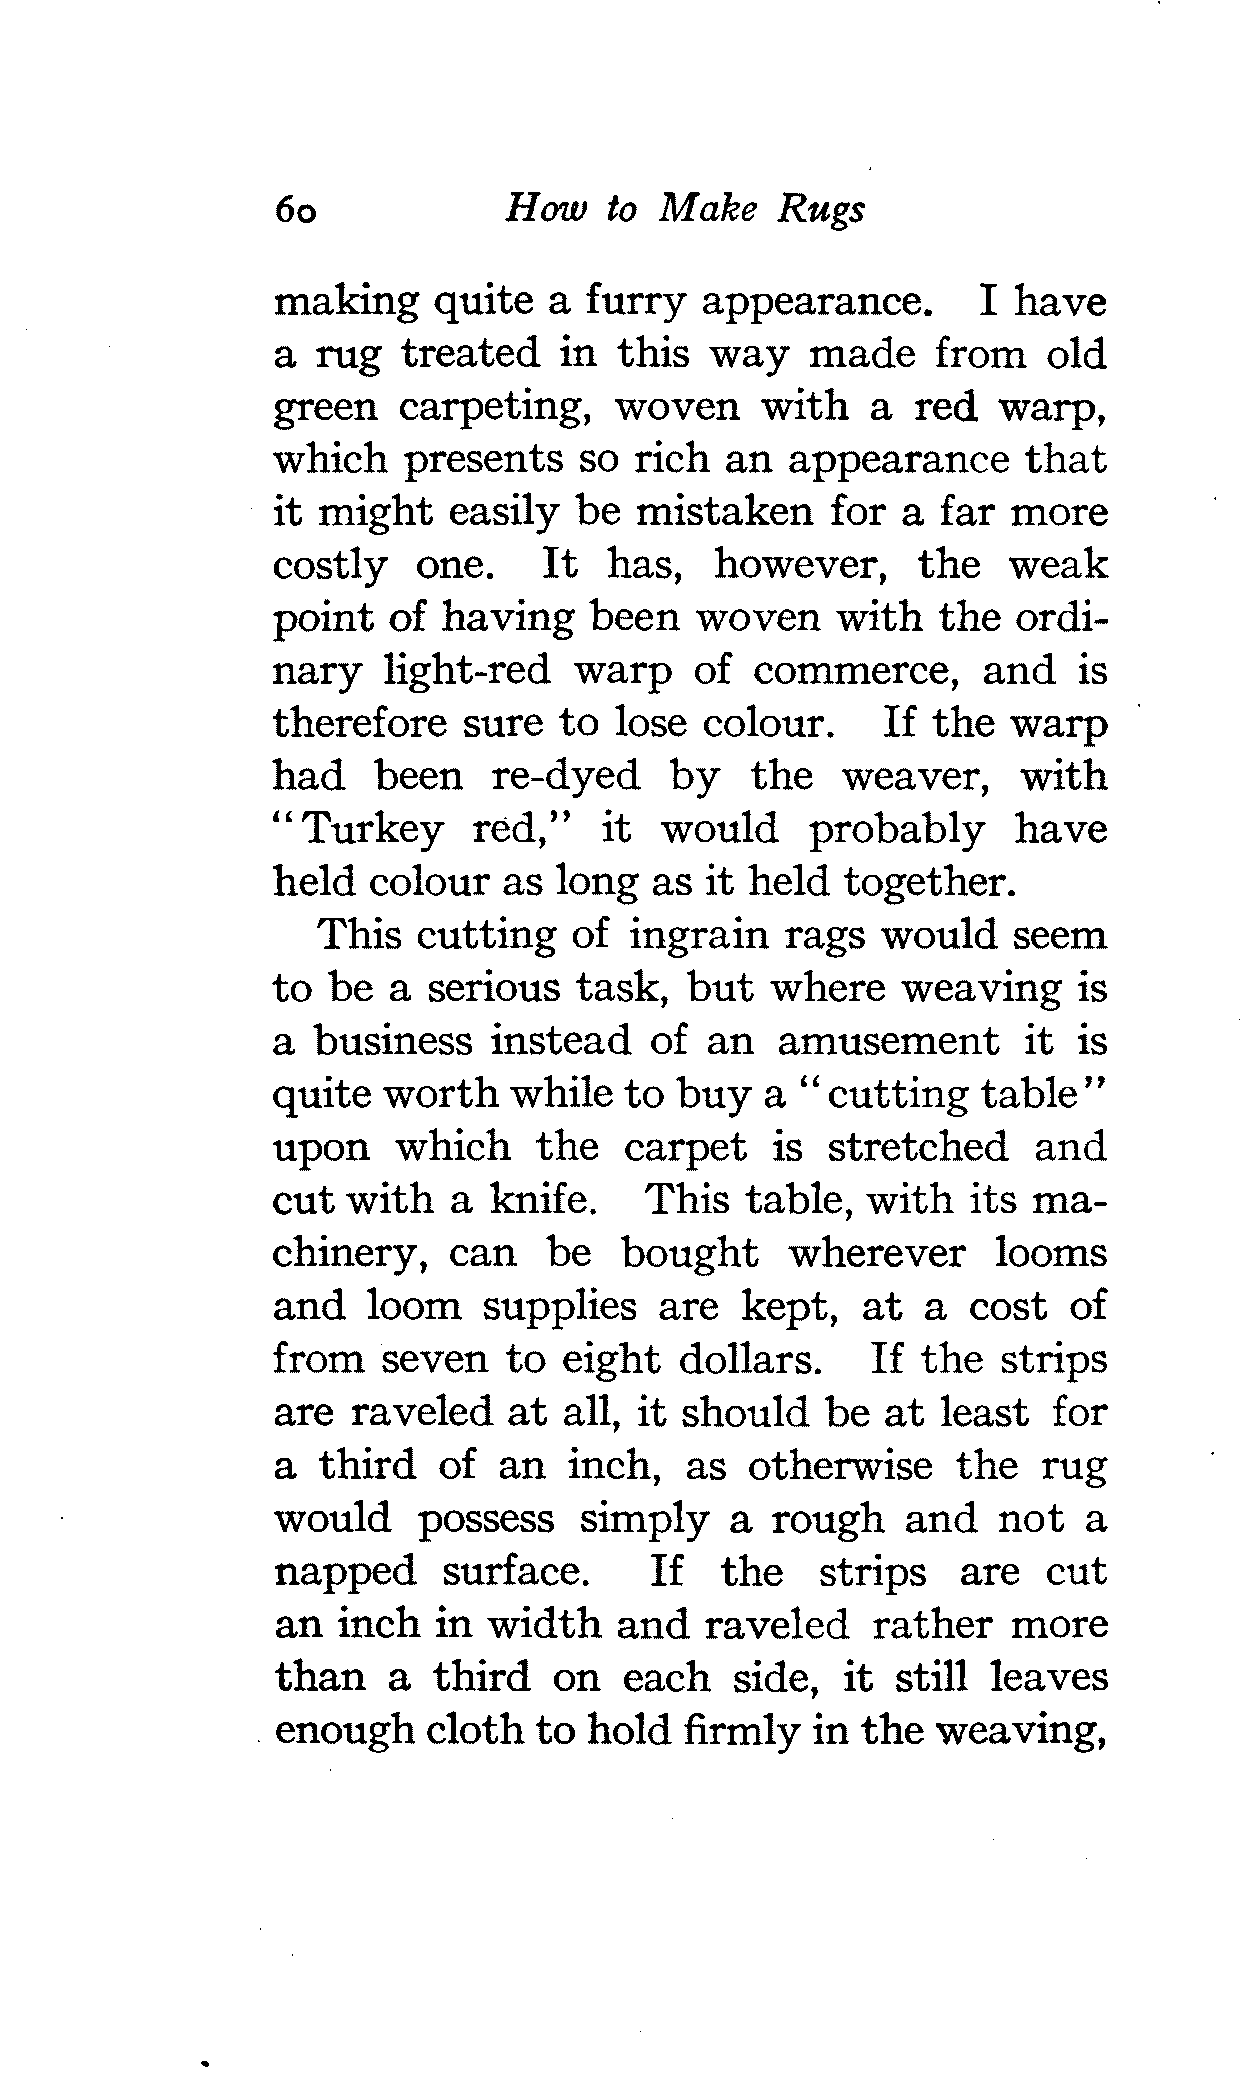 60 How to Make Rugs
making quite a furry appearance. I have
a rug treated in this way made from old
green carpeting, woven with a red warp,
which presents so rich an appearance that
it might easily be mistaken for a far more
costly one. It has, however, the weak
point of having been woven with the ordi-
nary light-red warp of commerce, and is
therefore sure to lose colour. If the warp
had been re-dyed by the weaver, with
"Turkey red," it would probably have
held colour as long as it held together.
This cutting of ingrain rags would seem
to be a serious task, but where weaving is
a business instead of an amusement it is
quite worth while to buy a "cutting table"
upon which the carpet is stretched and
cut with a knife. This table, with its ma-
chinery, can be bought wherever looms
and loom supplies are kept, at a cost of
from seven to eight dollars. If the strips
are raveled at all, it should be at least for
a third of an inch, as otherwise the rug
would possess simply a rough and not a
napped surface. If the strips are cut
an inch in width and raveled rather more
than a third on each side, it still leaves
enough cloth to hold firmly in the weaving,